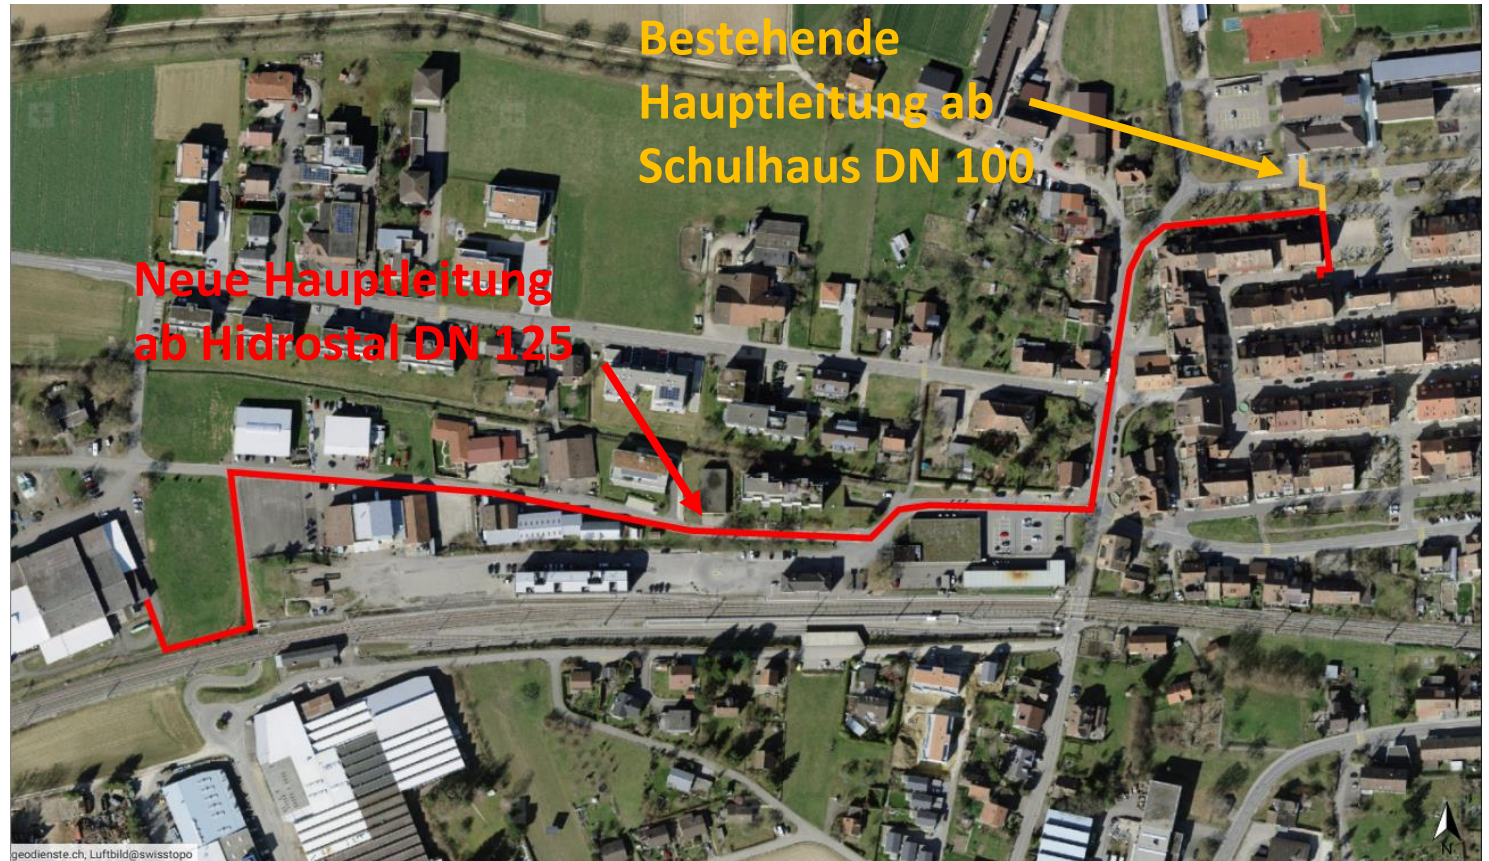 Bestehende
Hauptleitung ab
Schulhaus DN 100
Neue Hauptleitung
ab Hidrostal DN 125
geodienste.ch, Luftbild@swisstopo
N